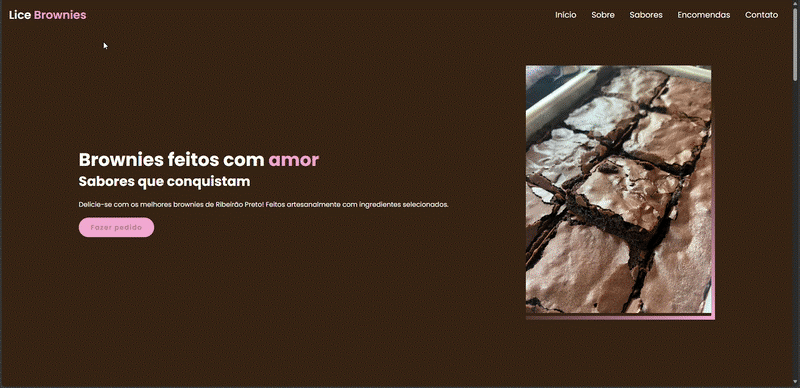 Lice Brownies
Início Sobre Sabores Encomendas Contato
Brownies feitos com amor
Sabores que conquistam
Delicie-se com os melhores brownies de Ribeirão Preto! Feitos artesanalmente com ingredientes selecionados.
Fazer pedido